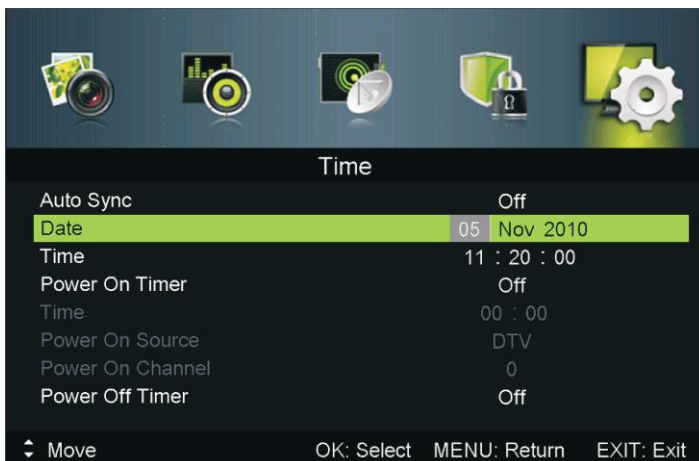 Time
Auto Sync Off
Date 05 Nov 2010
Time 11 : 20 : 00
Power On Timer Off
Time: 00 : 00
Power On Source DTV
Power On Channel 0
Power Off Timer Off
Move OK: Select MENU: Return EXIT: Exit